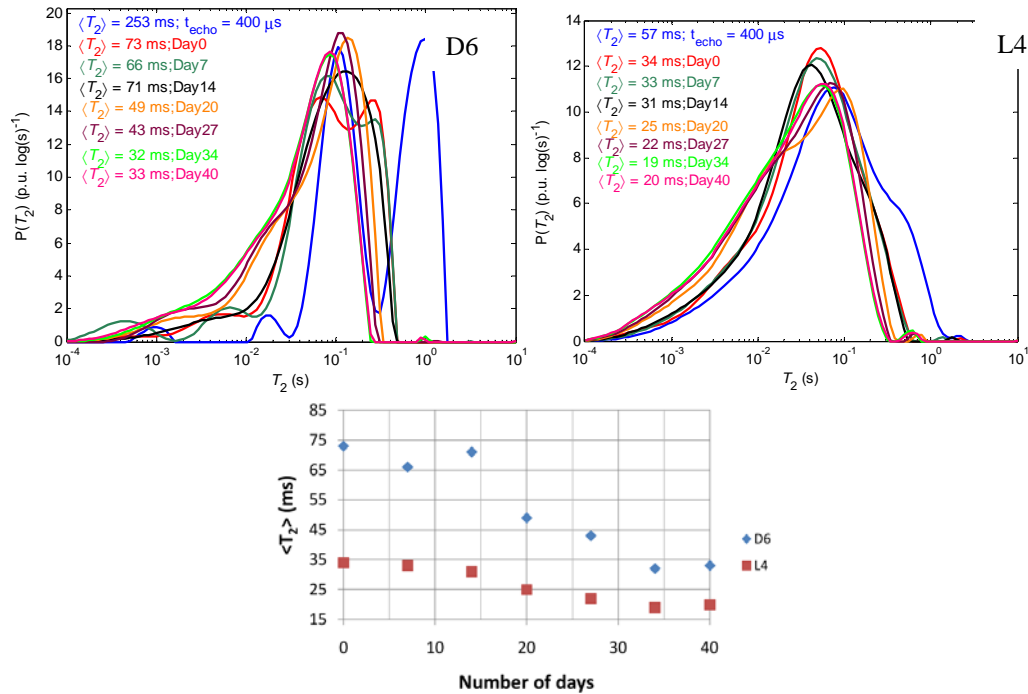 ⟨T2⟩ = 253 ms; techo = 400 μs
⟨T2⟩ = 73 ms;Day0
⟨T2⟩ = 66 ms;Day7
⟨T2⟩ = 71 ms;Day14
⟨T2⟩ = 49 ms;Day20
⟨T2⟩ = 43 ms;Day27
⟨T2⟩ = 32 ms;Day34
⟨T2⟩ = 33 ms;Day40
D6
P(T2) (p.u. log(s)⁻¹)
20
18
16
14
12
10
8
6
4
2
0
10⁻⁴ 10⁻³ 10⁻² 10⁻¹ 10⁰ 10¹
T2 (s)
⟨T2⟩ = 57 ms; techo = 400 μs
⟨T2⟩ = 34 ms;Day0
⟨T2⟩ = 33 ms;Day7
⟨T2⟩ = 31 ms;Day14
⟨T2⟩ = 25 ms;Day20
⟨T2⟩ = 22 ms;Day27
⟨T2⟩ = 19 ms;Day34
⟨T2⟩ = 20 ms;Day40
L4
P(T2) (p.u. log(s)⁻¹)
14
12
10
8
6
4
2
0
10⁻⁴ 10⁻³ 10⁻² 10⁻¹ 10⁰ 10¹
T2 (s)
<T2> (ms)
85
75
65
55
45
35
25
15
0 10 20 30 40
Number of days
D6
L4